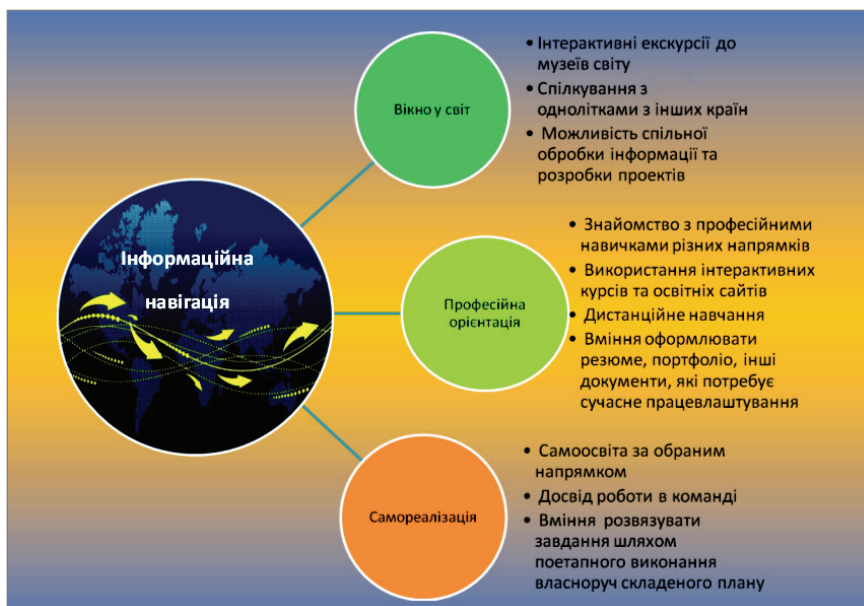 Інформаційна
навігація
Вікно у світ
• Інтерактивні екскурсії до
музеїв світу
• Спілкування з
однолітками з інших країн
• Можливість спільної
обробки інформації та
розробки проектів
Професійна
орієнтація
• Знайомство з професійними
навичками різних напрямків
• Використання інтерактивних
курсів та освітніх сайтів
• Дистанційне навчання
• Вміння оформлювати
резюме, портфоліо, інші
документи, які потребує
сучасне працевлаштування
Самореалізація
• Самоосвіта за обраним
напрямком
• Досвід роботи в команді
• Вміння розвязувати
завдання шляхом
поетапного виконання
власноруч складеного плану